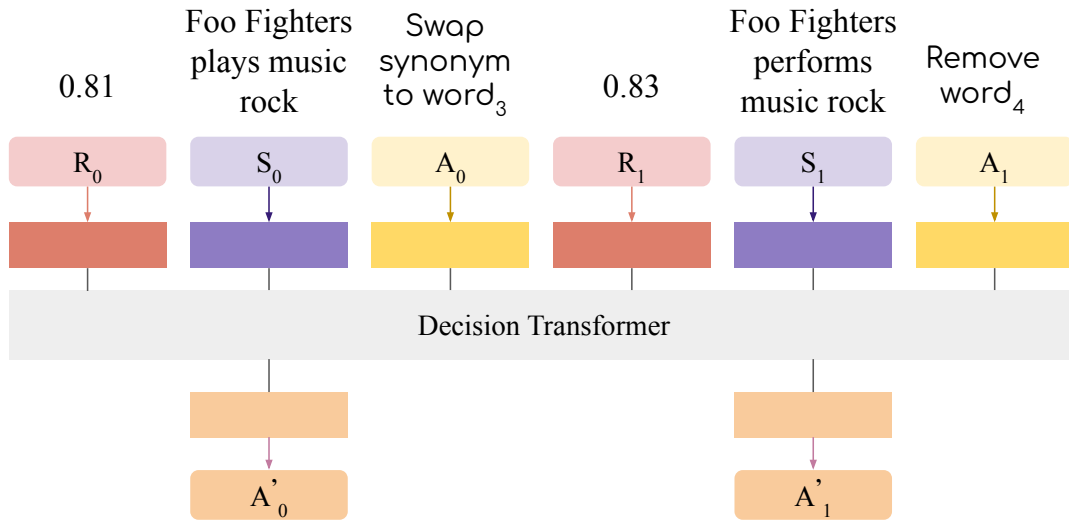 0.81
Foo Fighters
plays music
rock
Swap
synonym
to word₃
0.83
Foo Fighters
performs
music rock
Remove
word₄
R₀
S₀
A₀
R₁
S₁
A₁
Decision Transformer
A'₀
A'₁